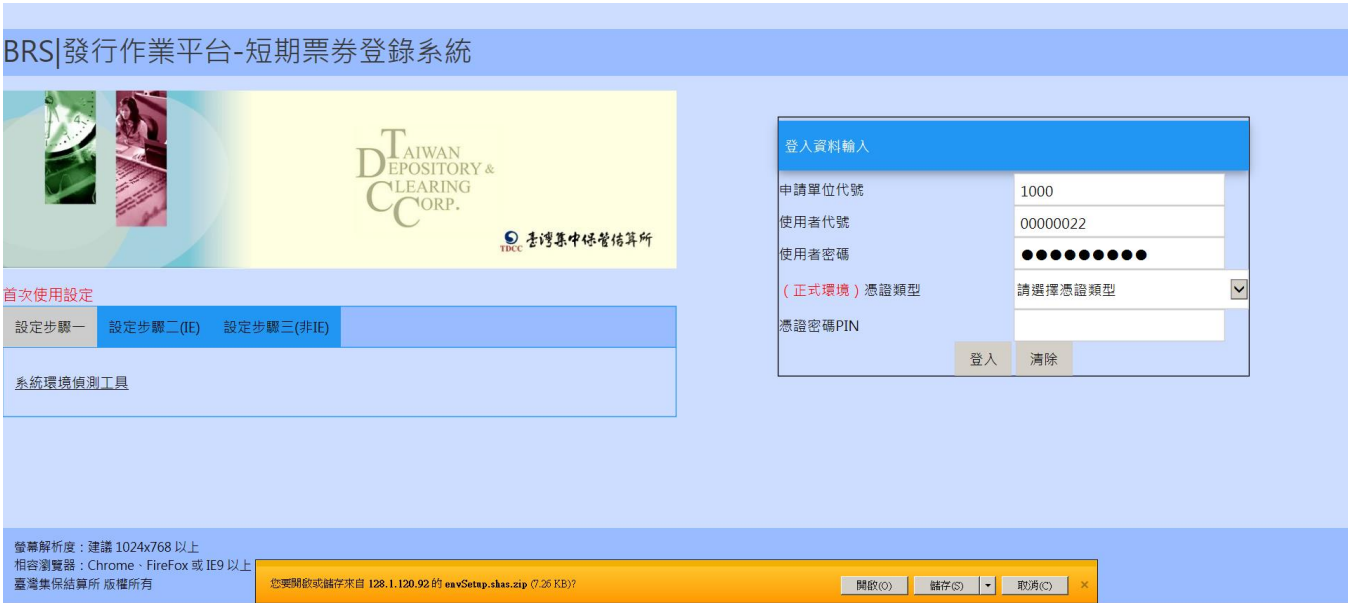 BRS|發行作業平台-短期票券登錄系統
TAIWAN
DEPOSITORY &
CLEARING
CORP.
TDCC 臺灣集中保管結算所
首次使用設定
設定步驟一 設定步驟二(IE) 設定步驟三(非IE)
系統環境偵測工具
登入資料輸入
申請單位代號 1000
使用者代號 00000022
使用者密碼 ●●●●●●●●●
(正式環境)憑證類型 請選擇憑證類型
憑證密碼PIN
登入 清除
螢幕解析度：建議 1024x768 以上
相容瀏覽器：Chrome、FireFox 或 IE9 以上
臺灣集保結算所 版權所有
您要開啟或儲存來自 128.1.120.92 的 envSetup.shas.zip (7.26 KB)? 開啟(O) 儲存(S) 取消(C) ×